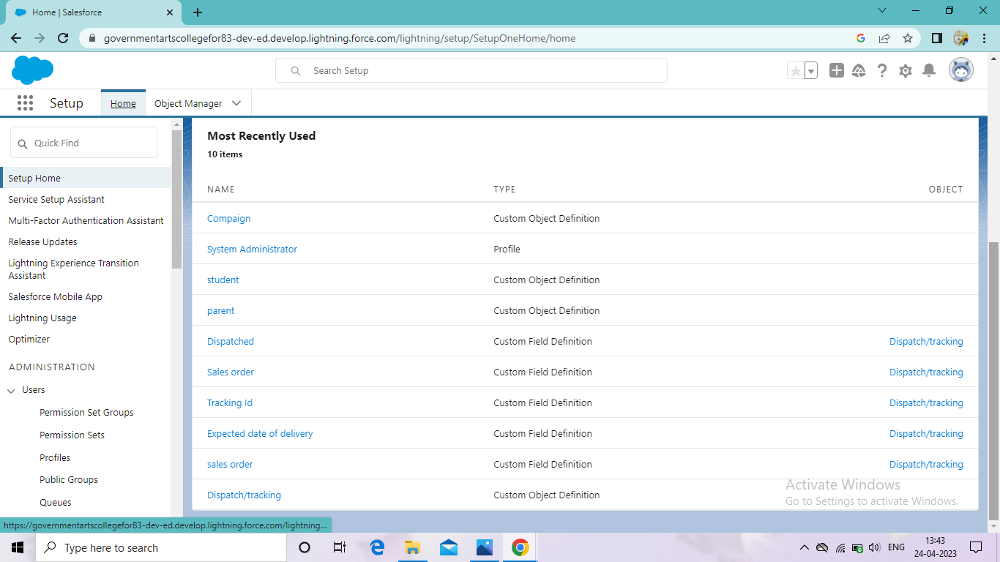 Home | Salesforce
governmentartscollegefor83-dev-ed.develop.lightning.force.com/lightning/setup/SetupOneHome/home
Search Setup
Setup
Home
Object Manager
Quick Find
Setup Home
Service Setup Assistant
Multi-Factor Authentication Assistant
Release Updates
Lightning Experience Transition
Assistant
Salesforce Mobile App
Lightning Usage
Optimizer
ADMINISTRATION
Users
Permission Set Groups
Permission Sets
Profiles
Public Groups
Queues
Most Recently Used
10 items
NAME TYPE OBJECT
Compaign Custom Object Definition
System Administrator Profile
student Custom Object Definition
parent Custom Object Definition
Dispatched Custom Field Definition Dispatch/tracking
Sales order Custom Field Definition Dispatch/tracking
Tracking Id Custom Field Definition Dispatch/tracking
Expected date of delivery Custom Field Definition Dispatch/tracking
sales order Custom Field Definition Dispatch/tracking
Dispatch/tracking Custom Object Definition
Activate Windows
Go to Settings to activate Windows.
https://governmentartscollegefor83-dev-ed.develop.lightning.force.com/lightning...
Type here to search
ENG
13:43
24-04-2023